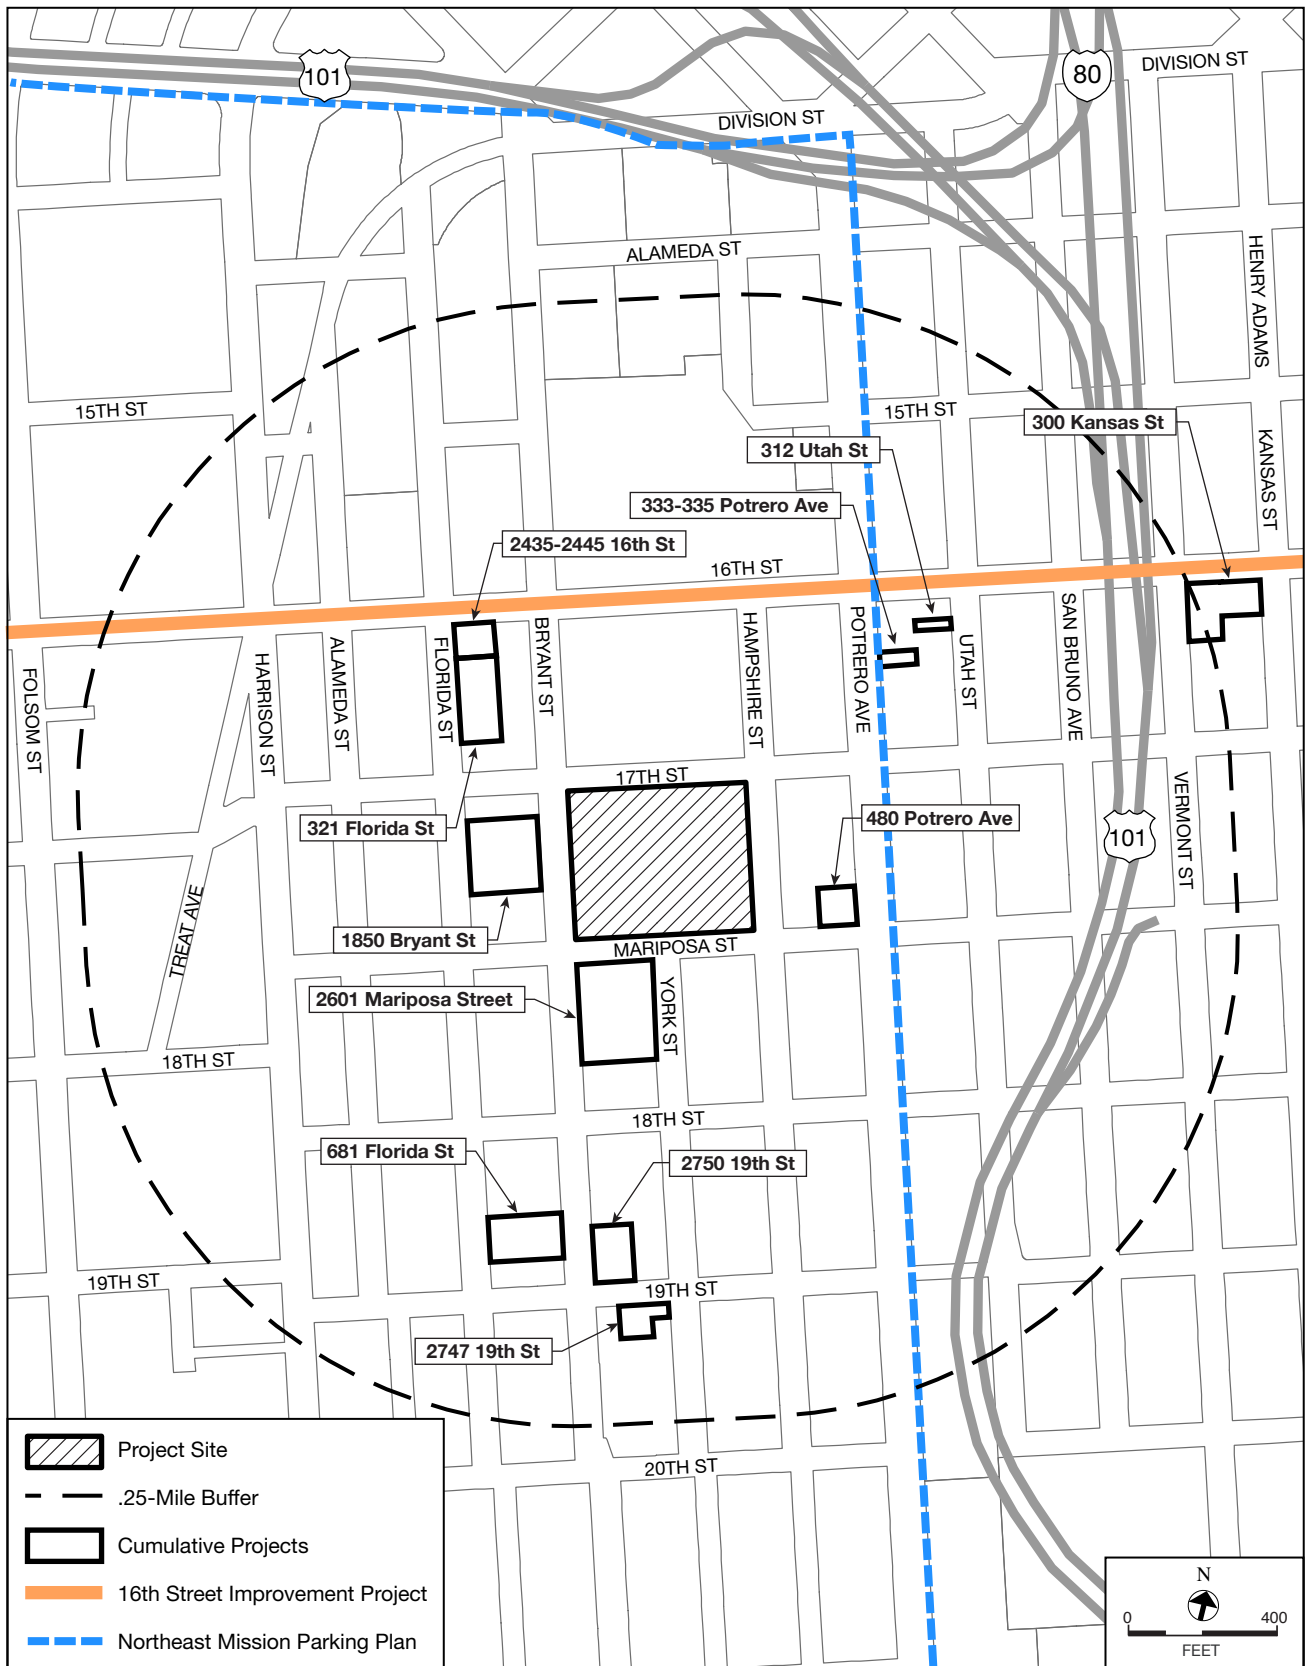 101
80
DIVISION ST
DIVISION ST
ALAMEDA ST
HENRY ADAMS
15TH ST
15TH ST
300 Kansas St
312 Utah St
KANSAS ST
333-335 Potrero Ave
2435-2445 16th St
16TH ST
FOLSOM ST
HARRISON ST
ALAMEDA ST
FLORIDA ST
BRYANT ST
HAMPSHIRE ST
POTRERO AVE
UTAH ST
SAN BRUNO AVE
17TH ST
VERMONT ST
321 Florida St
480 Potrero Ave
101
TREAT AVE
1850 Bryant St
MARIPOSA ST
2601 Mariposa Street
YORK ST
18TH ST
18TH ST
681 Florida St
2750 19th St
19TH ST
19TH ST
2747 19th St
20TH ST
Project Site
.25-Mile Buffer
Cumulative Projects
16th Street Improvement Project
Northeast Mission Parking Plan
N
0 400
FEET